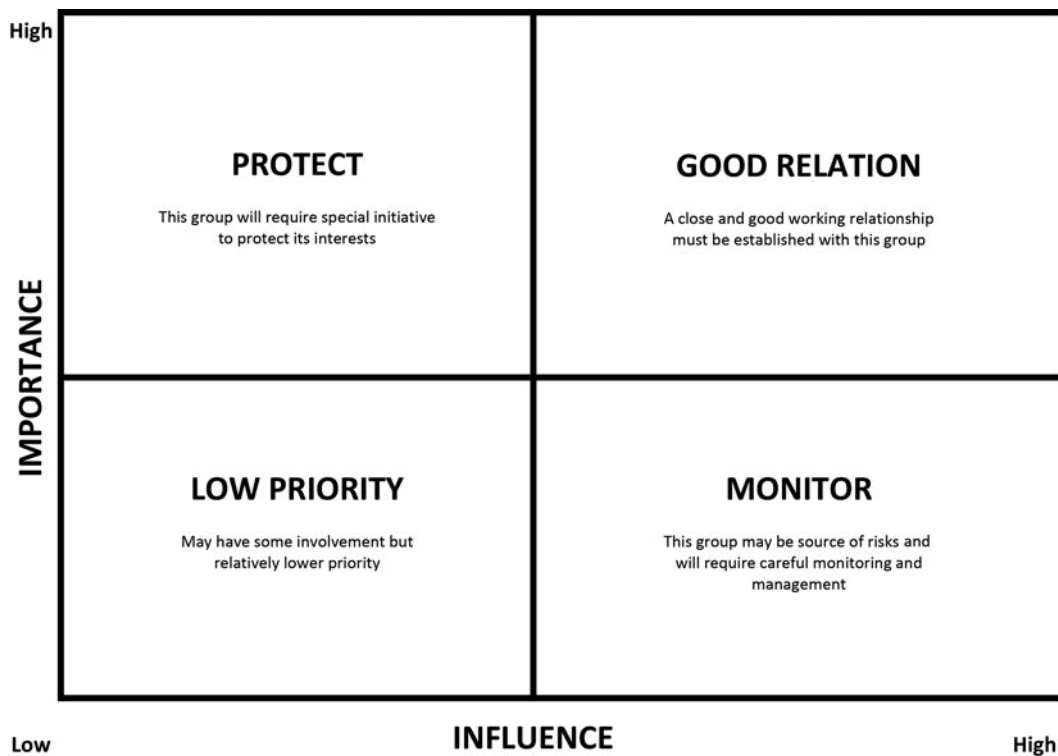 High
PROTECT
This group will require special initiative
to protect its interests
GOOD RELATION
A close and good working relationship
must be established with this group
IMPORTANCE
LOW PRIORITY
May have some involvement but
relatively lower priority
MONITOR
This group may be source of risks and
will require careful monitoring and
management
Low
INFLUENCE
High